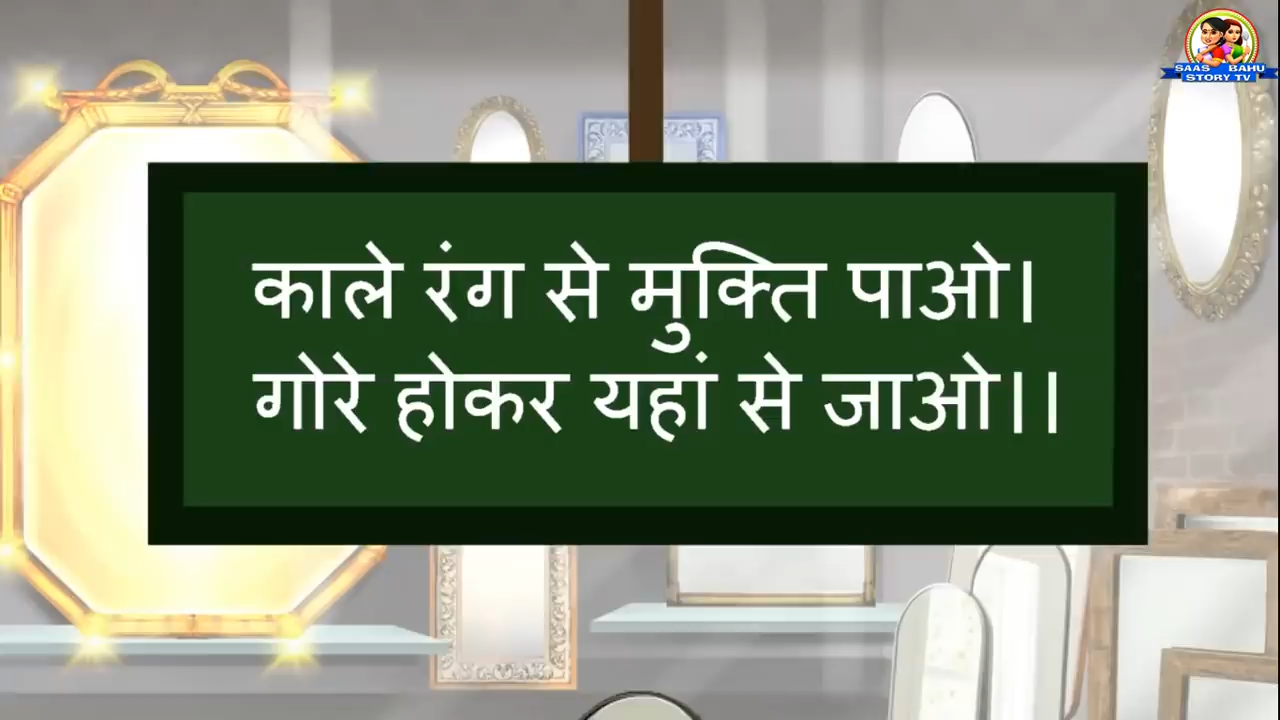 SAAS BAHU
STORY TV
काले रंग से मुक्ति पाओ।
गोरे होकर यहां से जाओ।।